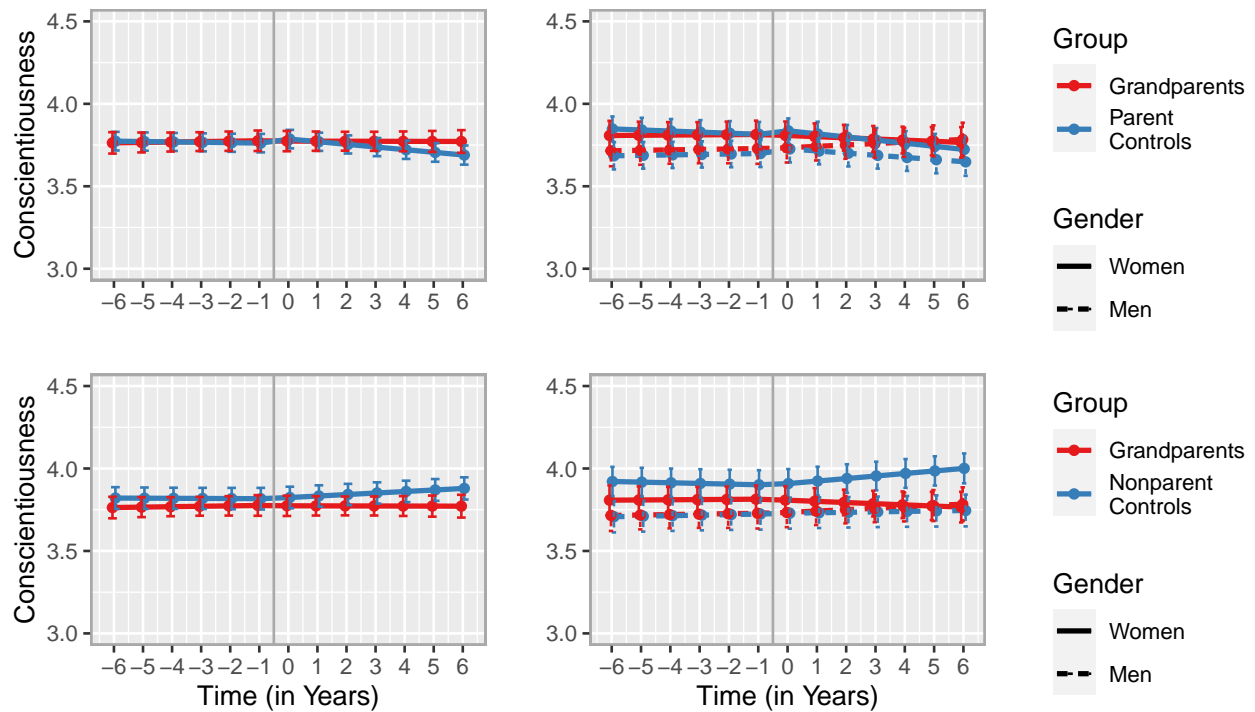 Conscientiousness
4.5
4.0
3.5
3.0
−6 −5 −4 −3 −2 −1 0 1 2 3 4 5 6
4.5
4.0
3.5
3.0
−6 −5 −4 −3 −2 −1 0 1 2 3 4 5 6
Group
Grandparents
Parent
Controls
Gender
Women
Men
Conscientiousness
4.5
4.0
3.5
3.0
−6 −5 −4 −3 −2 −1 0 1 2 3 4 5 6
Time (in Years)
4.5
4.0
3.5
3.0
−6 −5 −4 −3 −2 −1 0 1 2 3 4 5 6
Time (in Years)
Group
Grandparents
Nonparent
Controls
Gender
Women
Men